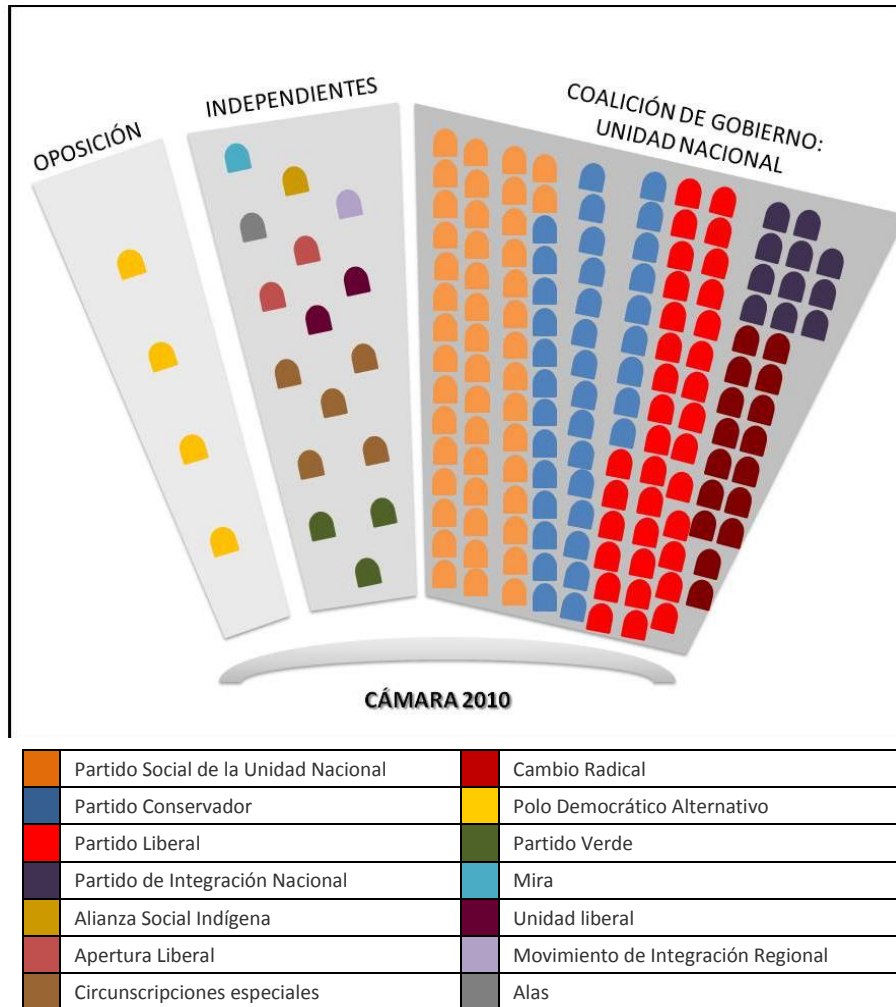 OPOSICIÓN
INDEPENDIENTES
COALICIÓN DE GOBIERNO:
UNIDAD NACIONAL
CÁMARA 2010
Partido Social de la Unidad Nacional
Cambio Radical
Partido Conservador
Polo Democrático Alternativo
Partido Liberal
Partido Verde
Partido de Integración Nacional
Mira
Alianza Social Indígena
Unidad liberal
Apertura Liberal
Movimiento de Integración Regional
Circunscripciones especiales
Alas